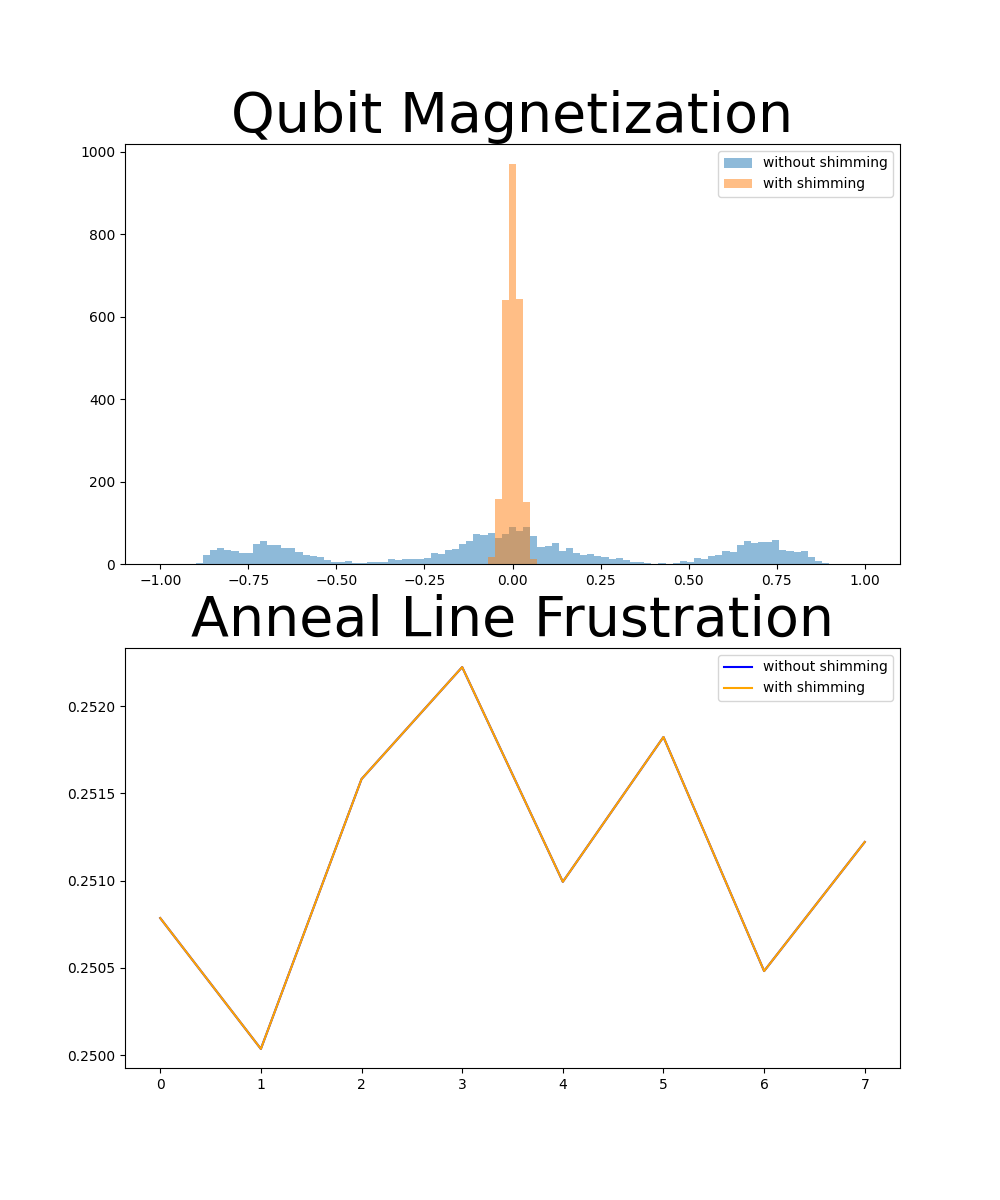 Qubit Magnetization
1000
800
600
400
200
0
without shimming
with shimming
−1.00 −0.75 −0.50 −0.25 0.00 0.25 0.50 0.75 1.00
Anneal Line Frustration
0.2520
0.2515
0.2510
0.2505
0.2500
without shimming
with shimming
0 1 2 3 4 5 6 7